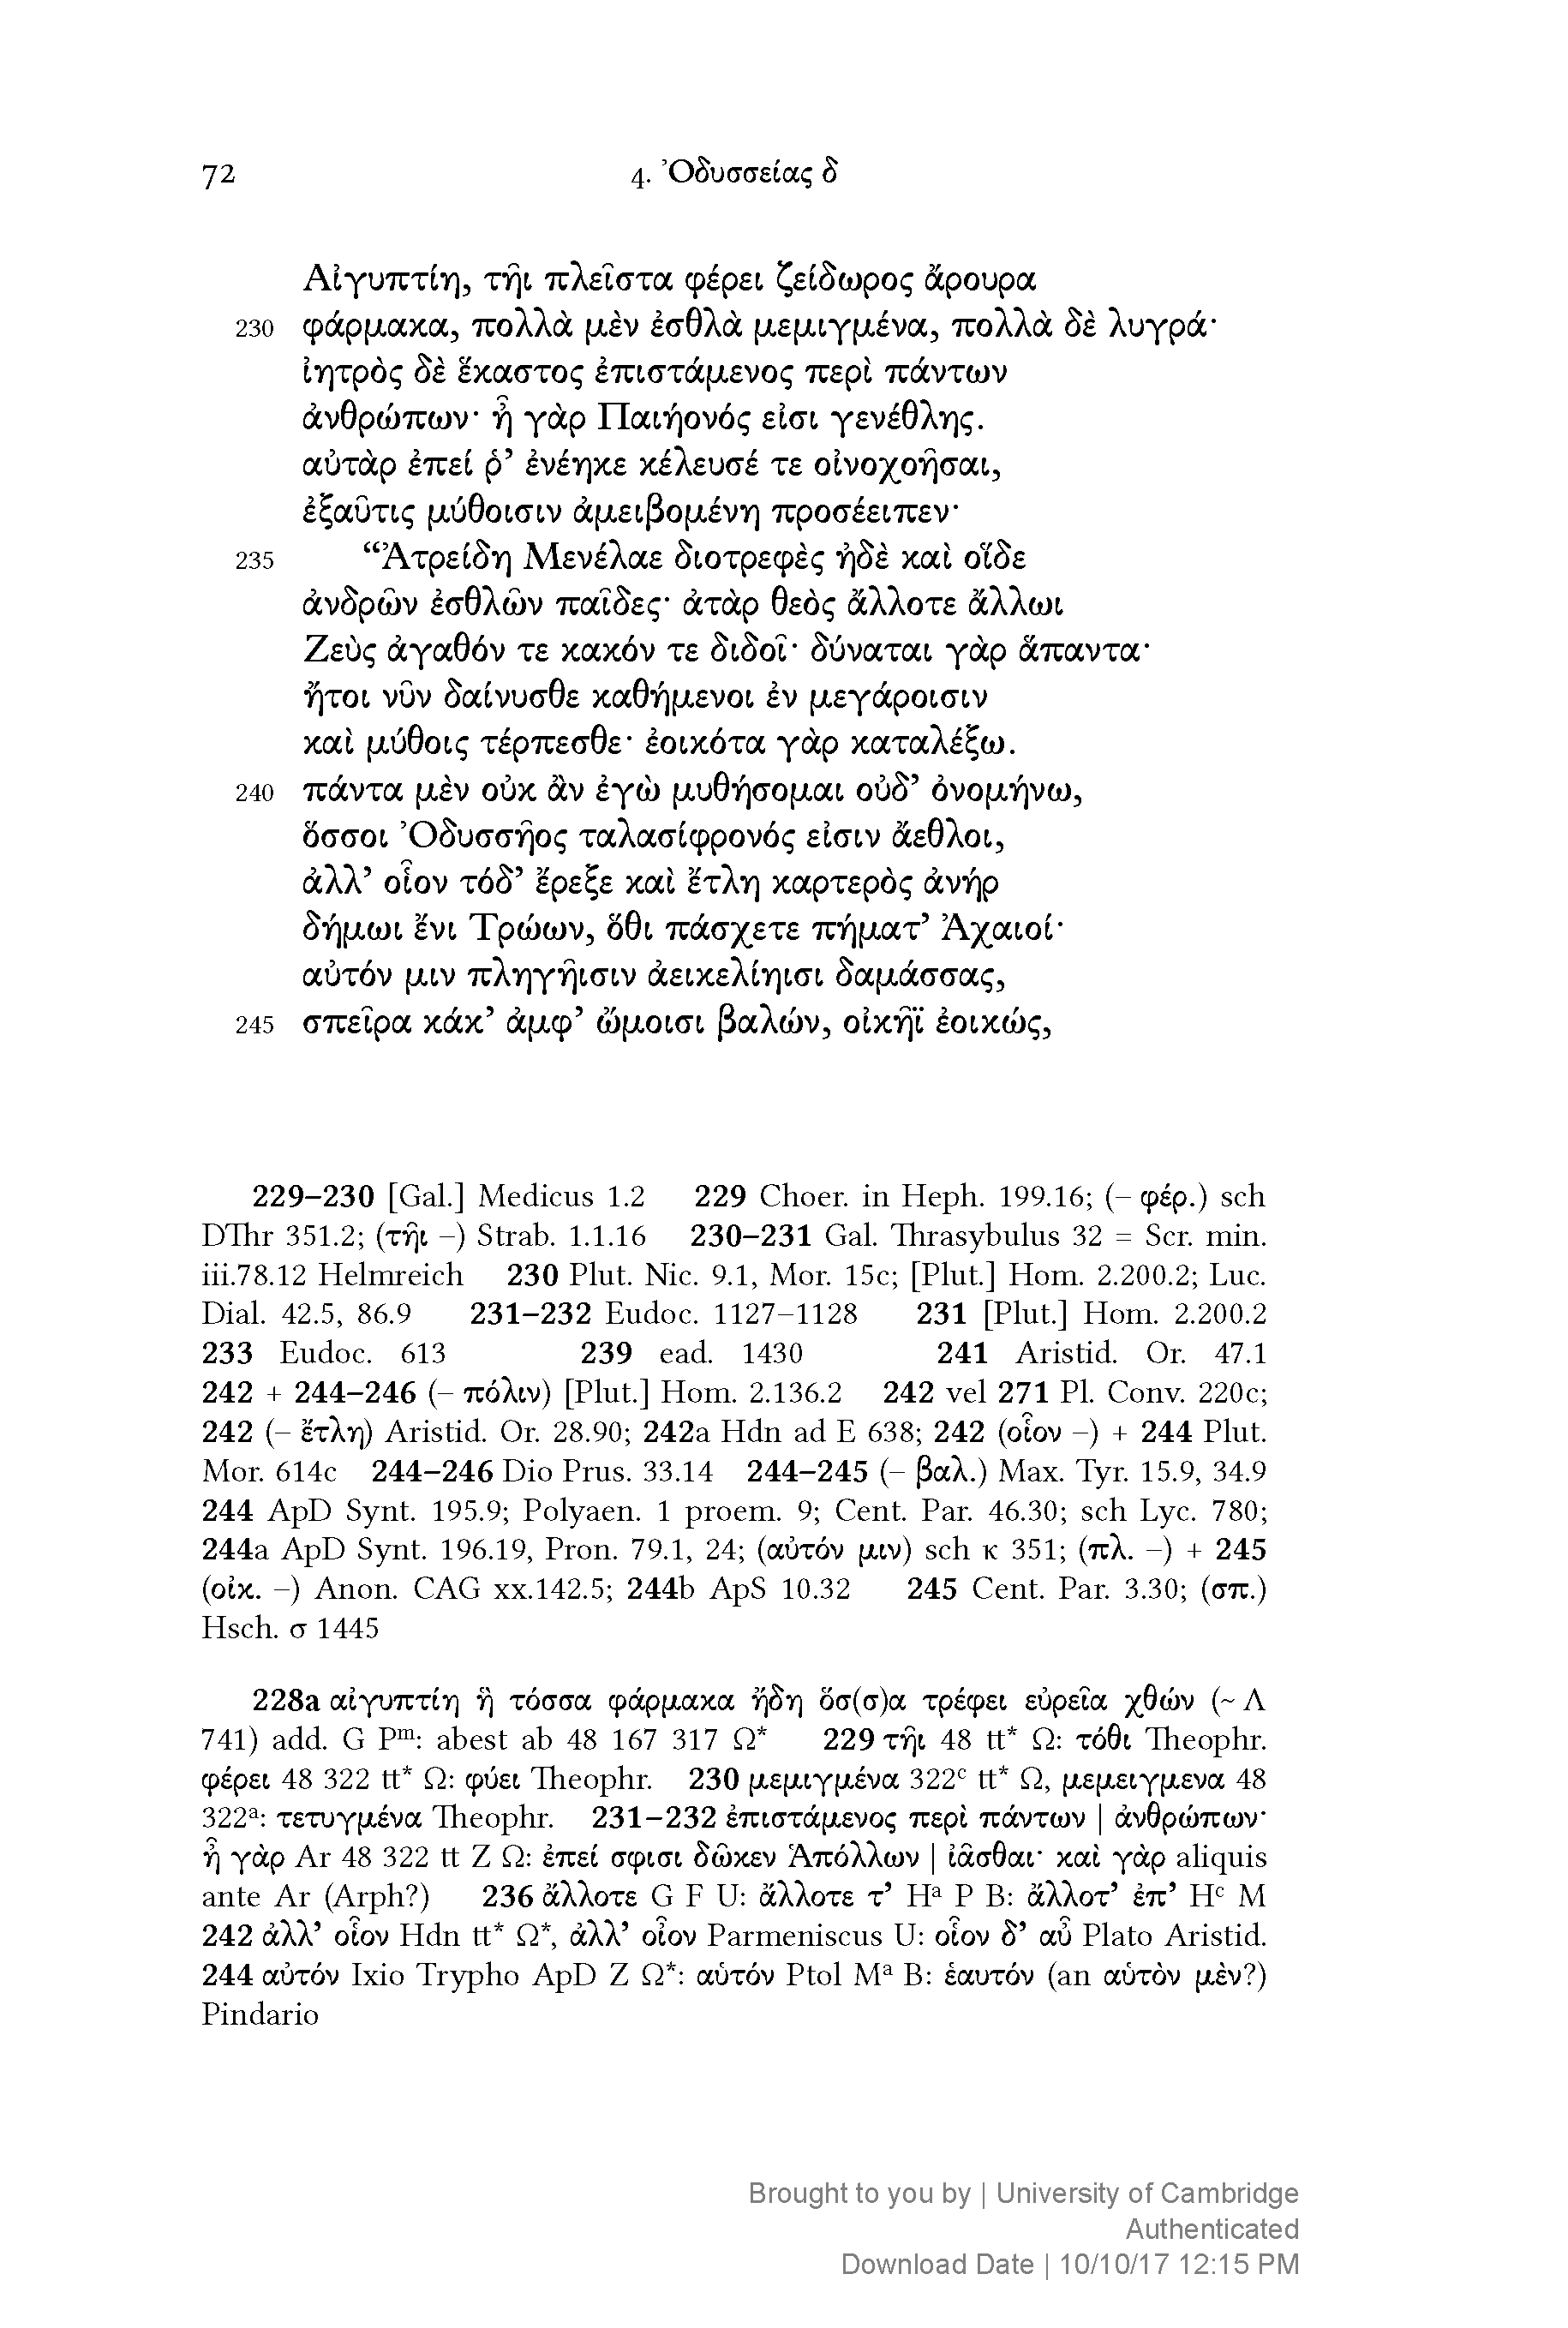 72 4. Ὀδυσσείας δ
Αἰγυπτίη, τῆι πλεῖστα φέρει ζείδωρος ἄρουρα
230 φάρμακα, πολλὰ μὲν ἐσθλὰ μεμιγμένα, πολλὰ δὲ λυγρά·
ἰητρὸς δὲ ἕκαστος ἐπιστάμενος περὶ πάντων
ἀνθρώπων· ἦ γὰρ Παιήονός εἰσι γενέθλης.
αὐτὰρ ἐπεί ῥ’ ἐνέηκε κέλευσέ τε οἰνοχοῆσαι,
ἐξαῦτις μύθοισιν ἀμειβομένη προσέειπεν·
235 “Ἀτρείδη Μενέλαε διοτρεφὲς ἠδὲ καὶ οἵδε
ἀνδρῶν ἐσθλῶν παῖδες· ἀτὰρ θεὸς ἄλλοτε ἄλλωι
Ζεὺς ἀγαθόν τε κακόν τε διδοῖ· δύναται γὰρ ἅπαντα·
ἤτοι νῦν δαίνυσθε καθήμενοι ἐν μεγάροισιν
καὶ μύθοις τέρπεσθε· ἐοικότα γὰρ καταλέξω.
240 πάντα μὲν οὐκ ἂν ἐγὼ μυθήσομαι οὐδ’ ὀνομήνω,
ὅσσοι Ὀδυσσῆος ταλασίφρονός εἰσιν ἄεθλοι,
ἀλλ’ οἷον τόδ’ ἔρεξε καὶ ἔτλη καρτερὸς ἀνήρ
δήμωι ἔνι Τρώων, ὅθι πάσχετε πήματ’ Ἀχαιοί·
αὐτόν μιν πληγῆισιν ἀεικελίηισι δαμάσσας,
245 σπεῖρα κάκ’ ἀμφ’ ὤμοισι βαλών, οἰκῆϊ ἐοικώς,
229–230 [Gal.] Medicus 1.2 229 Choer. in Heph. 199.16; (– φέρ.) sch
DThr 351.2; (τῆι –) Strab. 1.1.16 230–231 Gal. Thrasybulus 32 = Scr. min.
iii.78.12 Helmreich 230 Plut. Nic. 9.1, Mor. 15c; [Plut.] Hom. 2.200.2; Luc.
Dial. 42.5, 86.9 231–232 Eudoc. 1127–1128 231 [Plut.] Hom. 2.200.2
233 Eudoc. 613 239 ead. 1430 241 Aristid. Or. 47.1
242 + 244–246 (– πόλιν) [Plut.] Hom. 2.136.2 242 vel 271 Pl. Conv. 220c;
242 (– ἔτλη) Aristid. Or. 28.90; 242a Hdn ad E 638; 242 (οἷον –) + 244 Plut.
Mor. 614c 244–246 Dio Prus. 33.14 244–245 (– βαλ.) Max. Tyr. 15.9, 34.9
244 ApD Synt. 195.9; Polyaen. 1 proem. 9; Cent. Par. 46.30; sch Lyc. 780;
244a ApD Synt. 196.19, Pron. 79.1, 24; (αὐτόν μιν) sch κ 351; (πλ. –) + 245
(οἰκ. –) Anon. CAG xx.142.5; 244b ApS 10.32 245 Cent. Par. 3.30; (σπ.)
Hsch. σ 1445
228a αἰγυπτίη ἣ τόσσα φάρμακα ἤδη ὅσ(σ)α τρέφει εὐρεῖα χθών (~ Λ
741) add. G Pᵐ: abest ab 48 167 317 Ω* 229 τῆι 48 tt* Ω: τόθι Theophr.
φέρει 48 322 tt* Ω: φύει Theophr. 230 μεμιγμένα 322ᶜ tt* Ω, μεμειγμενα 48
322ᵃ: τετυγμένα Theophr. 231–232 ἐπιστάμενος περὶ πάντων | ἀνθρώπων·
ἦ γὰρ Ar 48 322 tt Z Ω: ἐπεί σφισι δῶκεν Ἀπόλλων | ἰᾶσθαι· καὶ γὰρ aliquis
ante Ar (Arph?) 236 ἄλλοτε G F U: ἄλλοτε τ’ Hᵃ P B: ἄλλοτ’ ἐπ’ Hᶜ M
242 ἀλλ’ οἷον Hdn tt* Ω*, ἀλλ’ οἶον Parmeniscus U: οἷον δ’ αὖ Plato Aristid.
244 αὐτόν Ixio Trypho ApD Z Ω*: αὑτόν Ptol Mᵃ B: ἑαυτόν (an αὑτὸν μὲν?)
Pindario
Brought to you by | University of Cambridge
Authenticated
Download Date | 10/10/17 12:15 PM